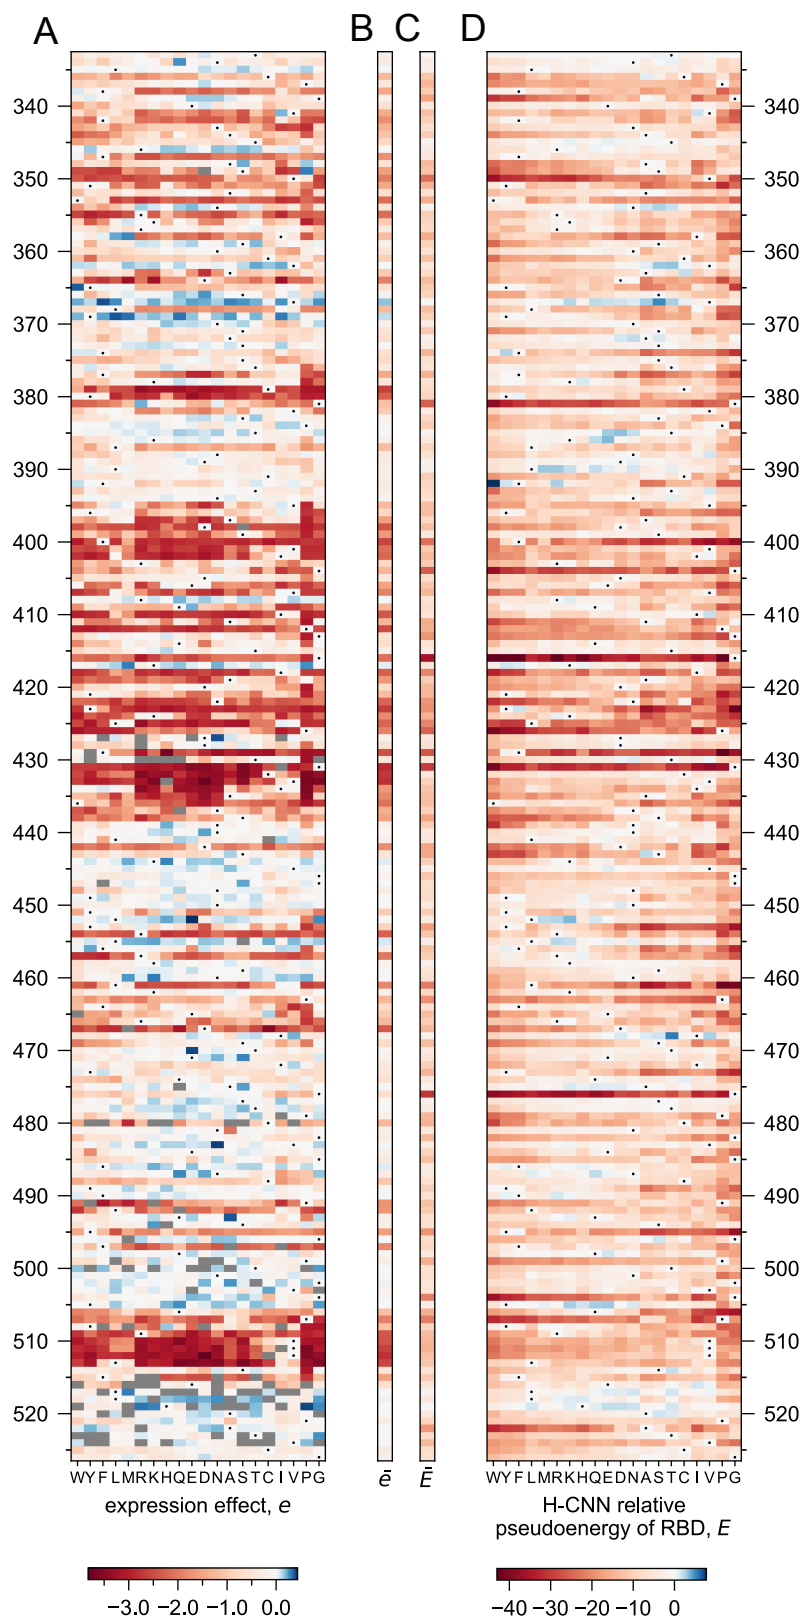 A B C D
340 340
350 350
360 360
370 370
380 380
390 390
400 400
410 410
420 420
430 430
440 440
450 450
460 460
470 470
480 480
490 490
500 500
510 510
520 520
WYFLMRKHQEDNASTCIVPG ē Ē WYFLMRKHQEDNASTCIVPG
expression effect, e
H-CNN relative
pseudoenergy of RBD, E
−3.0 −2.0 −1.0 0.0
−40 −30 −20 −10 0